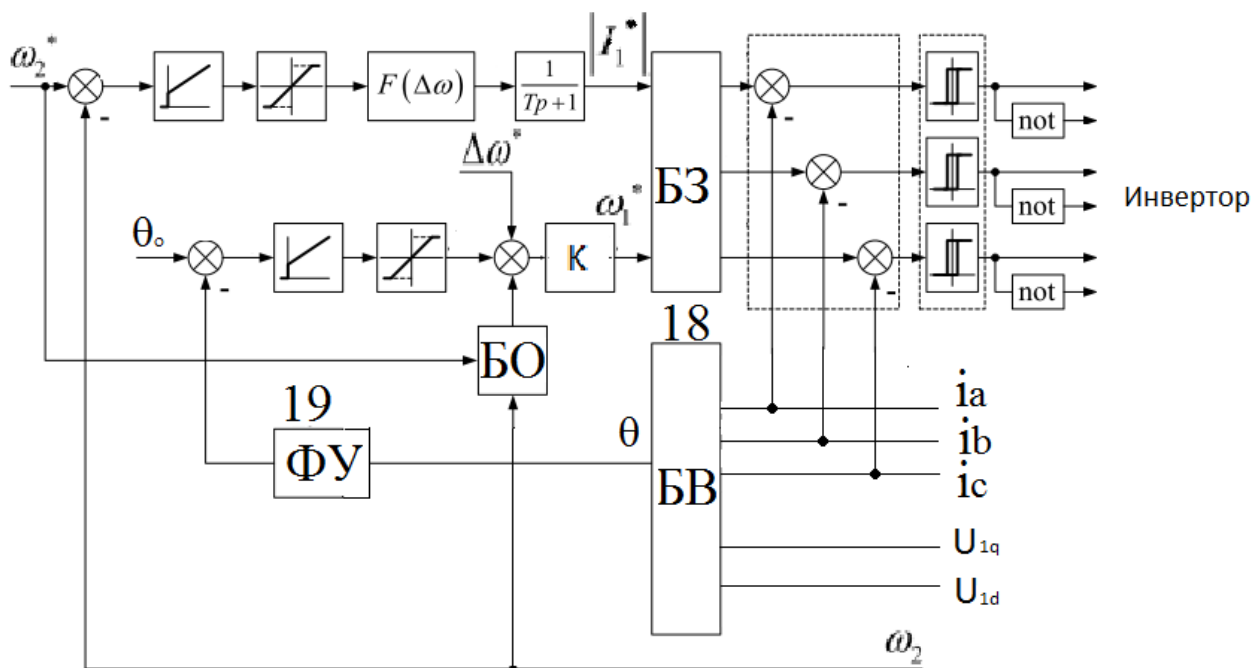 ω₂*
-
F(Δω)
1
Tp+1
|I₁*|
БЗ
-
not
Δω*
-
not
Инвертор
θ₀
-
К
ω₁*
-
not
18
БО
19
ФУ
θ
БВ
ia
ib
ic
U1q
U1d
ω₂